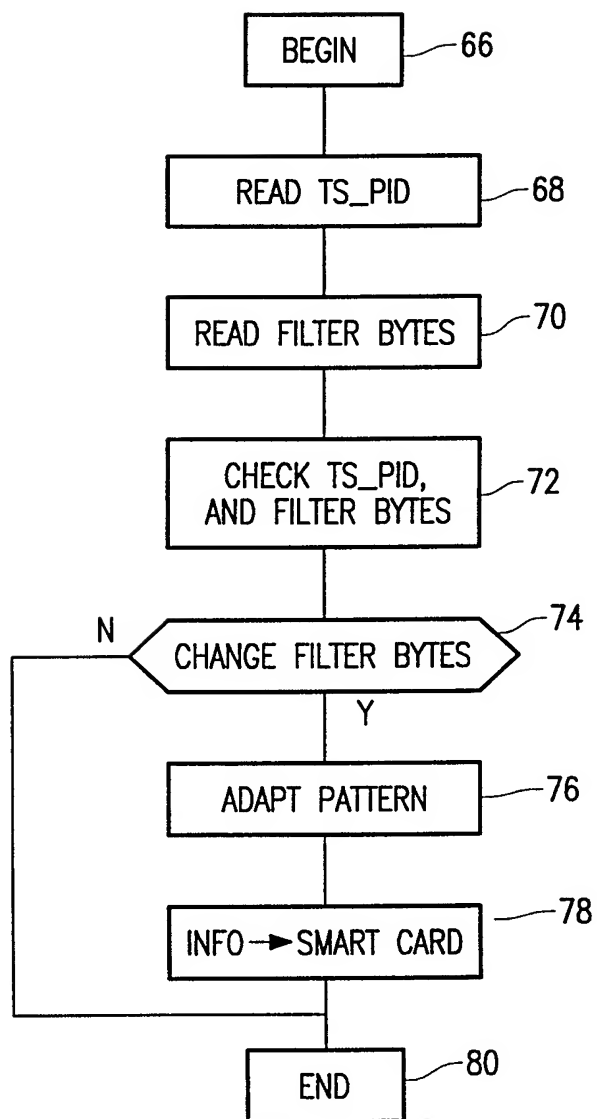 BEGIN 66
READ TS_PID 68
READ FILTER BYTES 70
CHECK TS_PID,
AND FILTER BYTES 72
CHANGE FILTER BYTES 74
N
Y
ADAPT PATTERN 76
INFO → SMART CARD 78
END 80